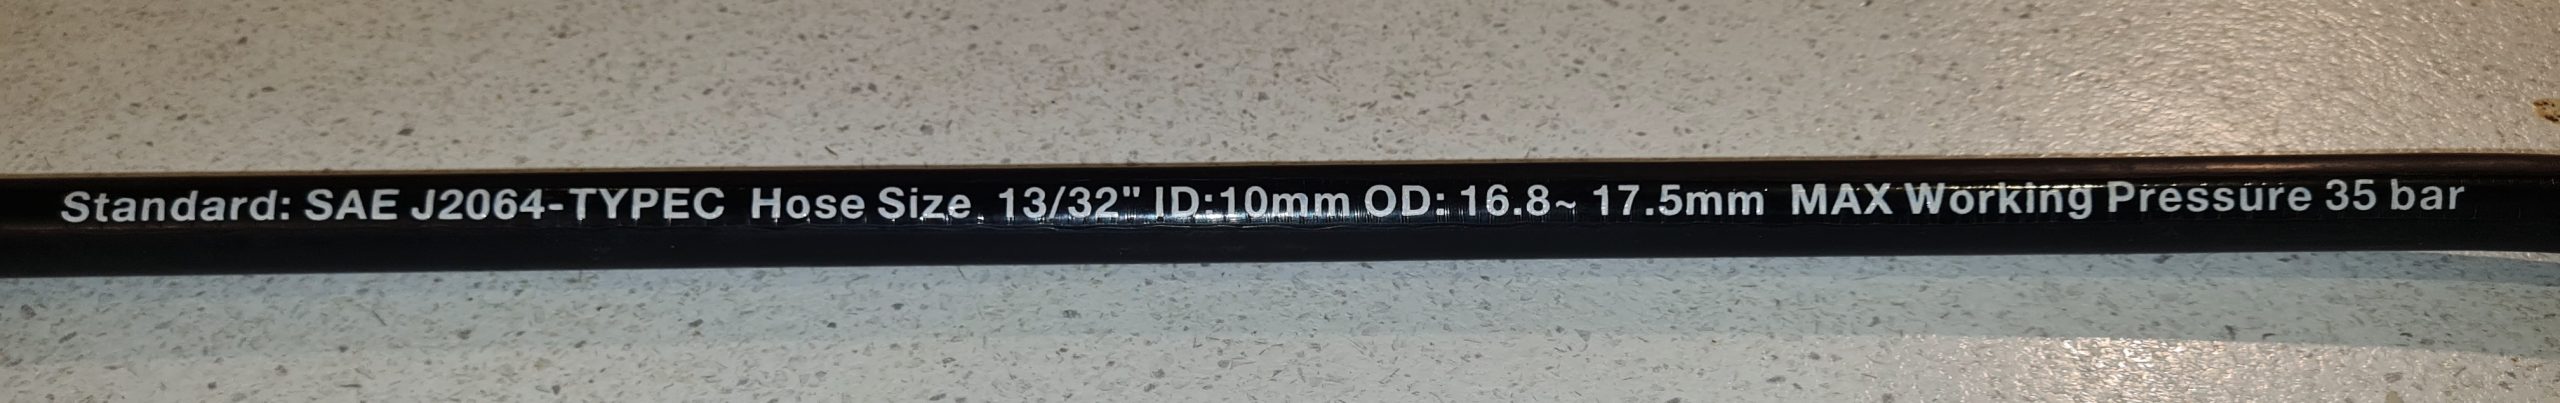 Standard: SAE J2064-TYPEC Hose Size 13/32" ID:10mm OD: 16.8~ 17.5mm MAX Working Pressure 35 bar